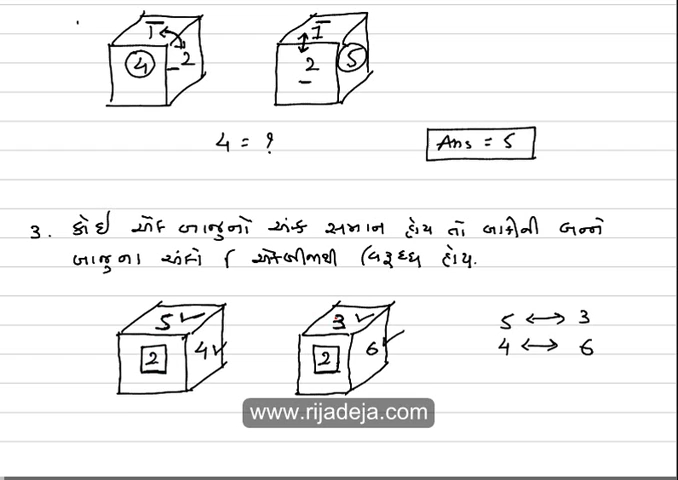 1 1
4 2 2 5
4 = ? Ans = 5
3. કોઈ એક બાજુનો અંક સમાન હોય તો બાકીની બન્ને
બાજુના અંકો એકબીજાથી વિરૂધ્ધ હોય.
5 3 5 ↔ 3
2 4 2 6 4 ↔ 6
www.rijadeja.com